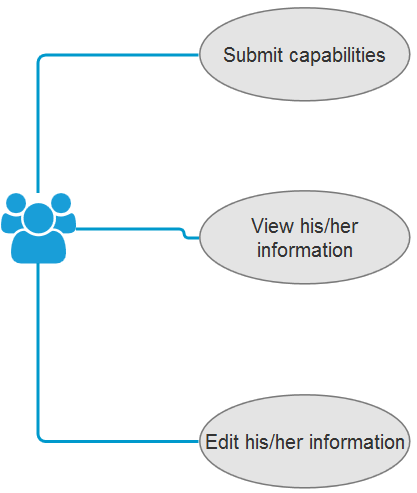 Submit capabilities
View his/her
information
Edit his/her information